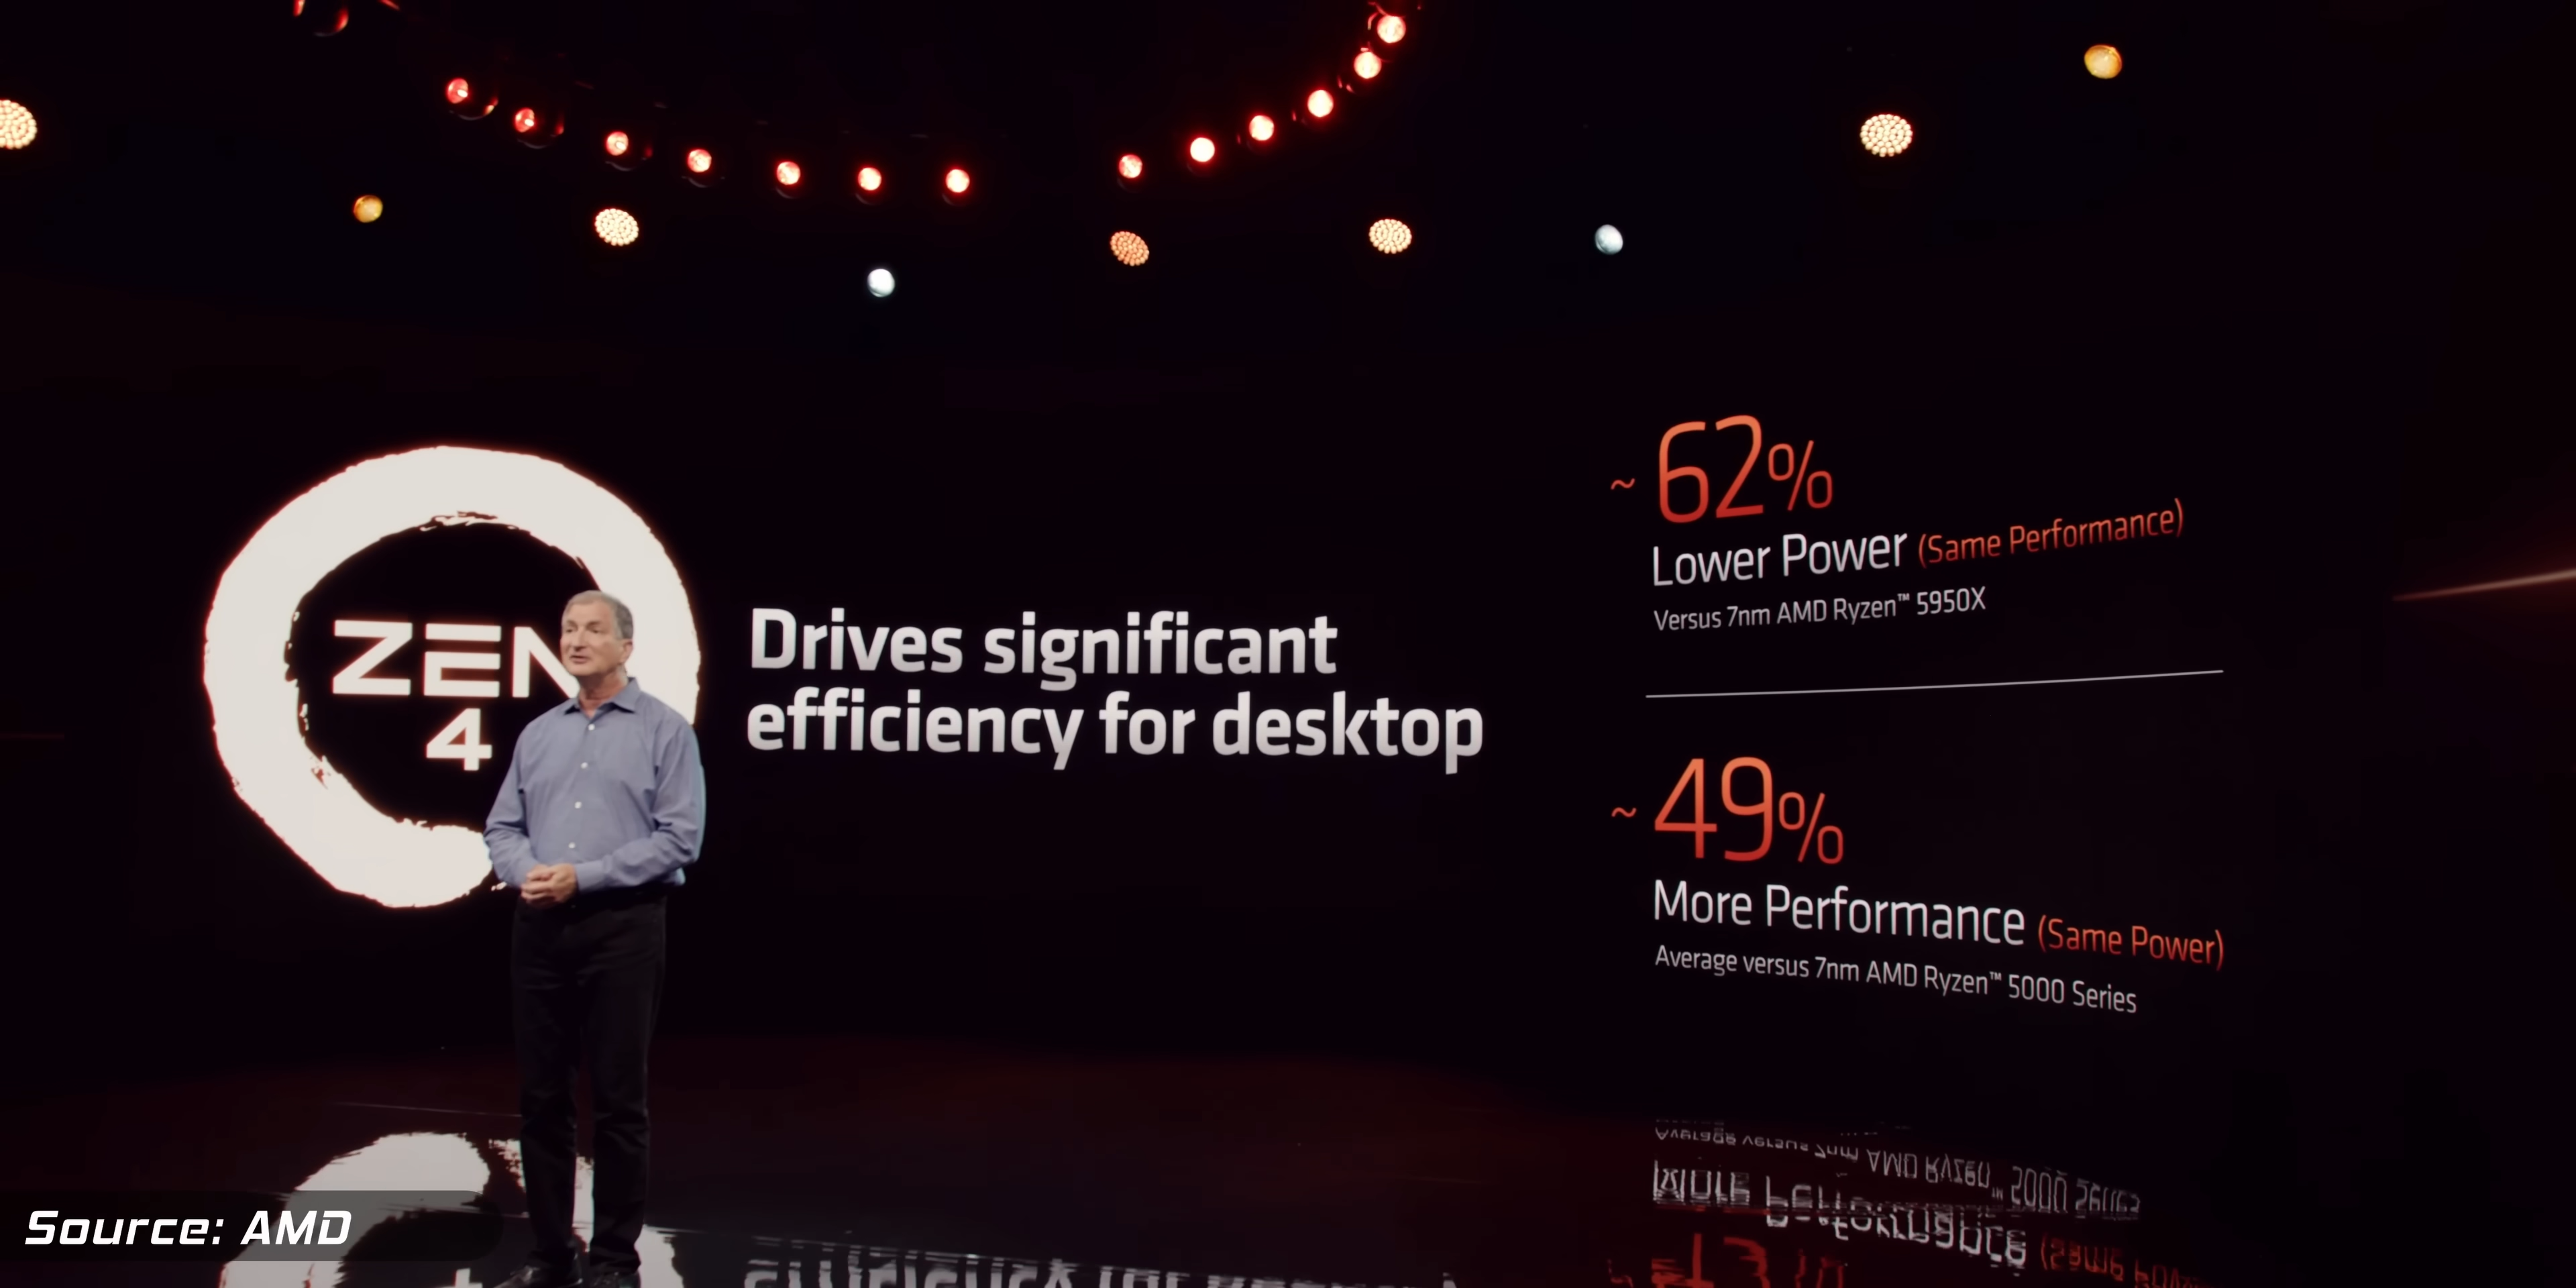 ZEN
4
Drives significant
efficiency for desktop
~62%
Lower Power (Same Performance)
Versus 7nm AMD Ryzen™ 5950X
~49%
More Performance (Same Power)
Average versus 7nm AMD Ryzen™ 5000 Series
Source: AMD